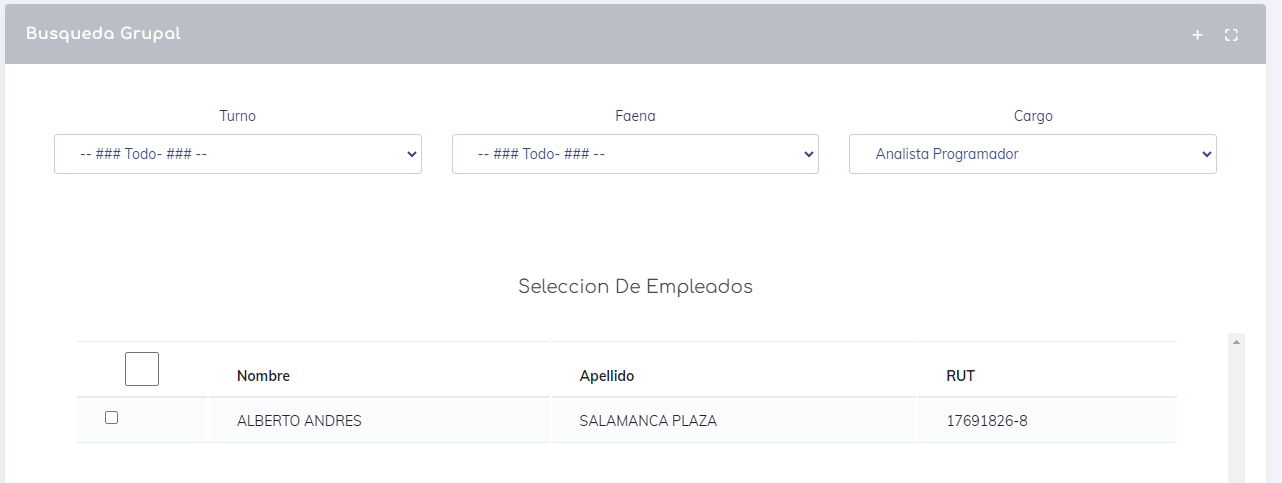 Busqueda Grupal
Turno Faena Cargo
-- ### Todo- ### -- -- ### Todo- ### -- Analista Programador
Seleccion De Empleados
Nombre Apellido RUT
ALBERTO ANDRES SALAMANCA PLAZA 17691826-8